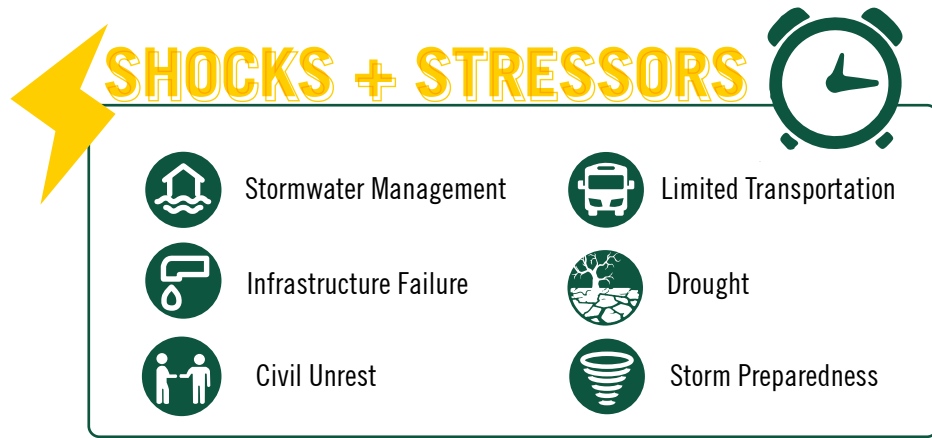 SHOCKS + STRESSORS
Stormwater Management
Limited Transportation
Infrastructure Failure
Drought
Civil Unrest
Storm Preparedness